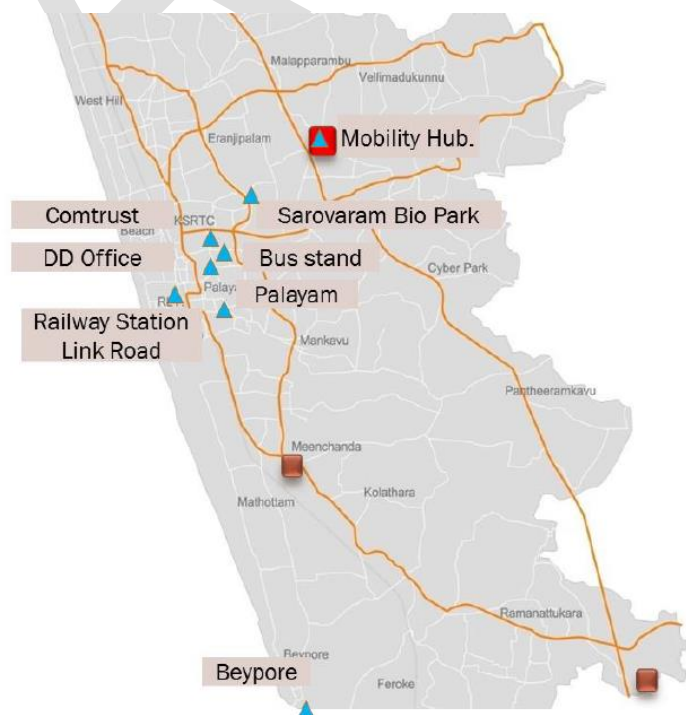 Malapparambu
Vellimadukunnu
West Hill
Eranjipalam
Mobility Hub.
Comtrust
KSRTC
Sarovaram Bio Park
Beach
DD Office
Bus stand
Cyber Park
Palayam
Railway Station
Link Road
Mankavu
Pantheeramkavu
Meenchanda
Kolathara
Mathottam
Ramanattukara
Beypore
Beypore
Feroke